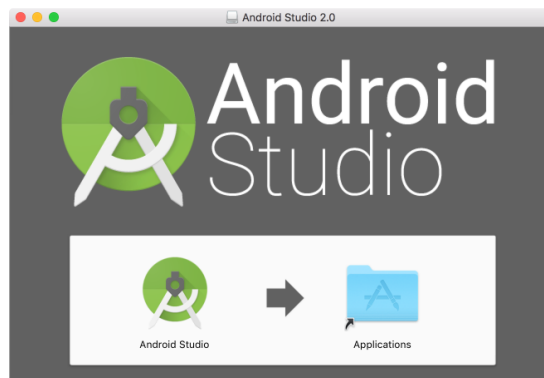 Android Studio 2.0
Android
Studio
Android Studio
Applications